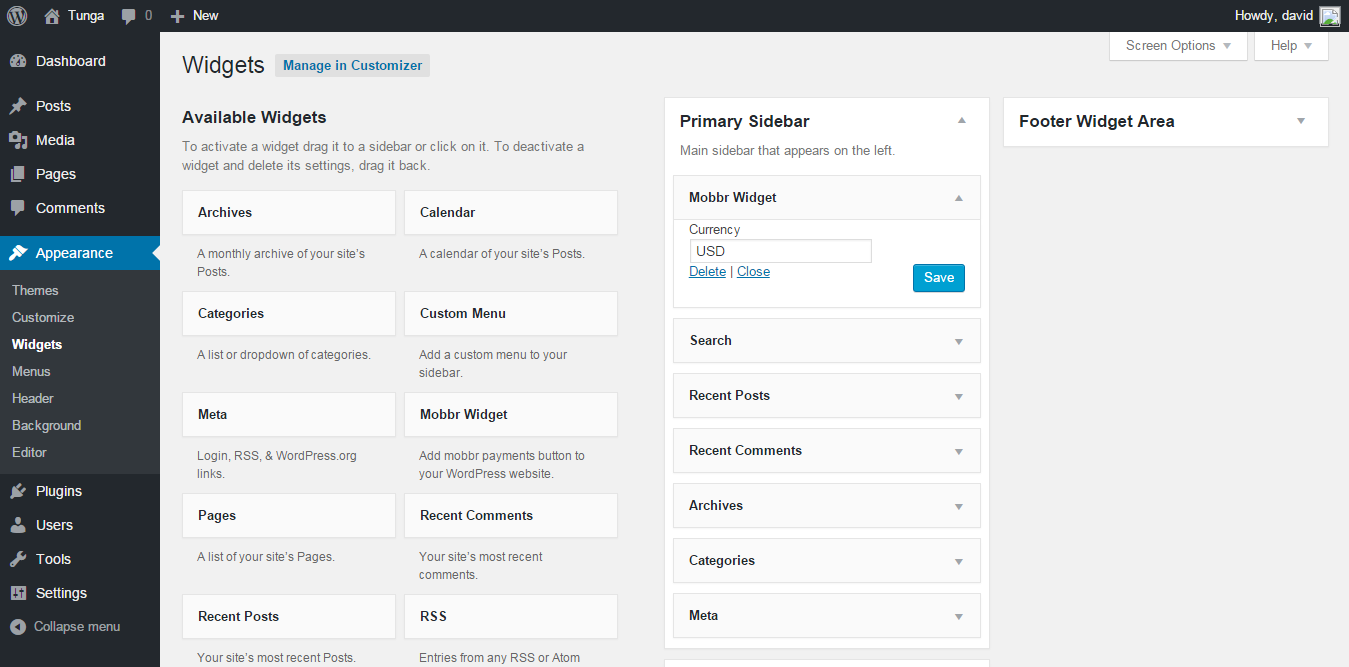 Tunga 0 New Howdy, david
Dashboard
Posts
Media
Pages
Comments
Appearance
Themes
Customize
Widgets
Menus
Header
Background
Editor
Plugins
Users
Tools
Settings
Collapse menu
Screen Options Help
Widgets Manage in Customizer
Available Widgets
To activate a widget drag it to a sidebar or click on it. To deactivate a
widget and delete its settings, drag it back.
Archives
A monthly archive of your site's
Posts.
Calendar
A calendar of your site's Posts.
Categories
A list or dropdown of categories.
Custom Menu
Add a custom menu to your
sidebar.
Meta
Login, RSS, & WordPress.org
links.
Mobbr Widget
Add mobbr payments button to
your WordPress website.
Pages
A list of your site's Pages.
Recent Comments
Your site's most recent
comments.
Recent Posts
Your site's most recent Posts.
RSS
Entries from any RSS or Atom
Primary Sidebar
Main sidebar that appears on the left.
Mobbr Widget
Currency
USD
Delete | Close
Save
Search
Recent Posts
Recent Comments
Archives
Categories
Meta
Footer Widget Area